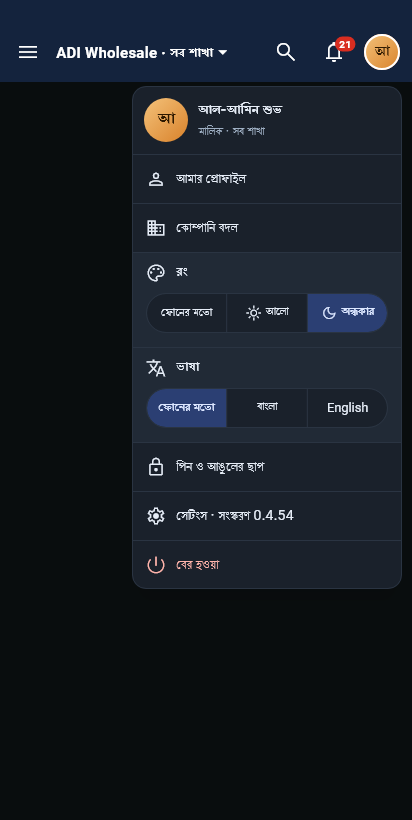 ADI Wholesale · সব শাখা
21
আ
আ
আল-আমিন শুভ
মালিক · সব শাখা
আমার প্রোফাইল
কোম্পানি বদল
রং
ফোনের মতো আলো অন্ধকার
ভাষা
ফোনের মতো বাংলা English
পিন ও আঙুলের ছাপ
সেটিংস · সংস্করণ 0.4.54
বের হওয়া